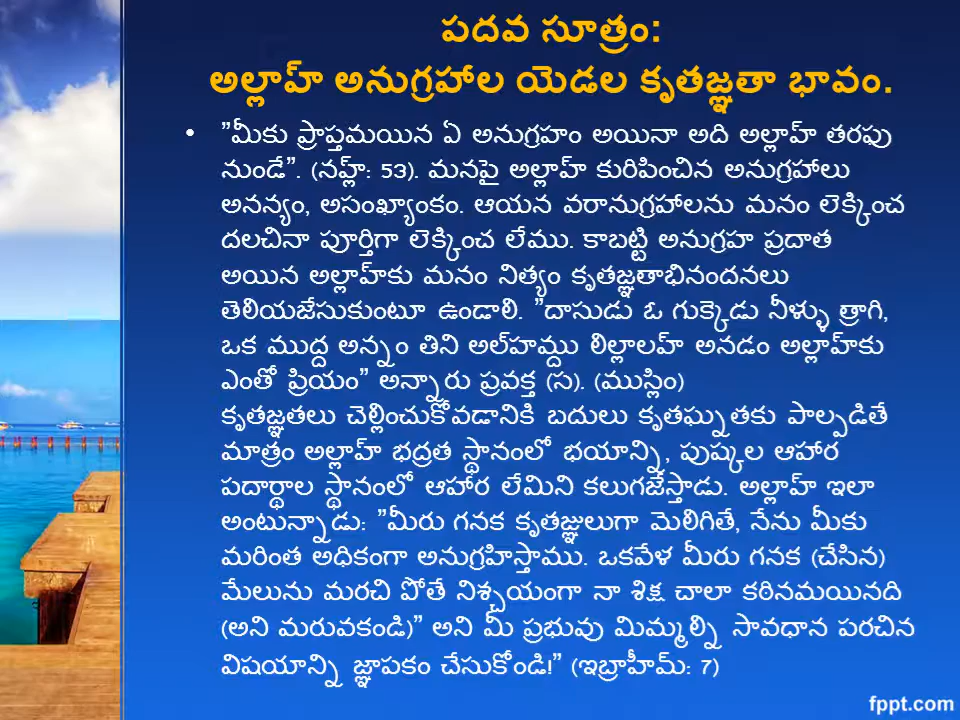 పదవ సూత్రం:
అల్లాహ్ అనుగ్రహాల యెడల కృతజ్ఞతా భావం.
• ”మీకు ప్రాప్తమయిన ఏ అనుగ్రహం అయినా అది అల్లాహ్ తరఫు
నుండే”. (నహ్ల్: 53). మనపై అల్లాహ్ కురిపించిన అనుగ్రహాలు
అనన్యం, అసంఖ్యాంకం. ఆయన వరానుగ్రహాలను మనం లెక్కించ
దలచినా పూర్తిగా లెక్కించ లేము. కాబట్టి అనుగ్రహ ప్రదాత
అయిన అల్లాహ్‌కు మనం నిత్యం కృతజ్ఞతాభినందనలు
తెలియజేసుకుంటూ ఉండాలి. ”దాసుడు ఓ గుక్కెడు నీళ్ళు త్రాగి,
ఒక ముద్ద అన్నం తిని అల్‌హమ్దు లిల్లాలహ్ అనడం అల్లాహ్‌కు
ఎంతో ప్రియం” అన్నారు ప్రవక్త (స). (ముస్లిం)
కృతజ్ఞతలు చెల్లించుకోవడానికి బదులు కృతఘ్నతకు పాల్పడితే
మాత్రం అల్లాహ్ భద్రత స్థానంలో భయాన్ని, పుష్కల ఆహార
పదార్థాల స్థానంలో ఆహార లేమిని కలుగజేస్తాడు. అల్లాహ్ ఇలా
అంటున్నాడు: ”మీరు గనక కృతజ్ఞులుగా మెలిగితే, నేను మీకు
మరింత అధికంగా అనుగ్రహిస్తాము. ఒకవేళ మీరు గనక (చేసిన)
మేలును మరచి పోతే నిశ్చయంగా నా శిక్ష చాలా కఠినమయినది
(అని మరువకండి)” అని మీ ప్రభువు మిమ్మల్ని సావధాన పరచిన
విషయాన్ని జ్ఞాపకం చేసుకోండి!” (ఇబ్రాహీమ్: 7)
fppt.com